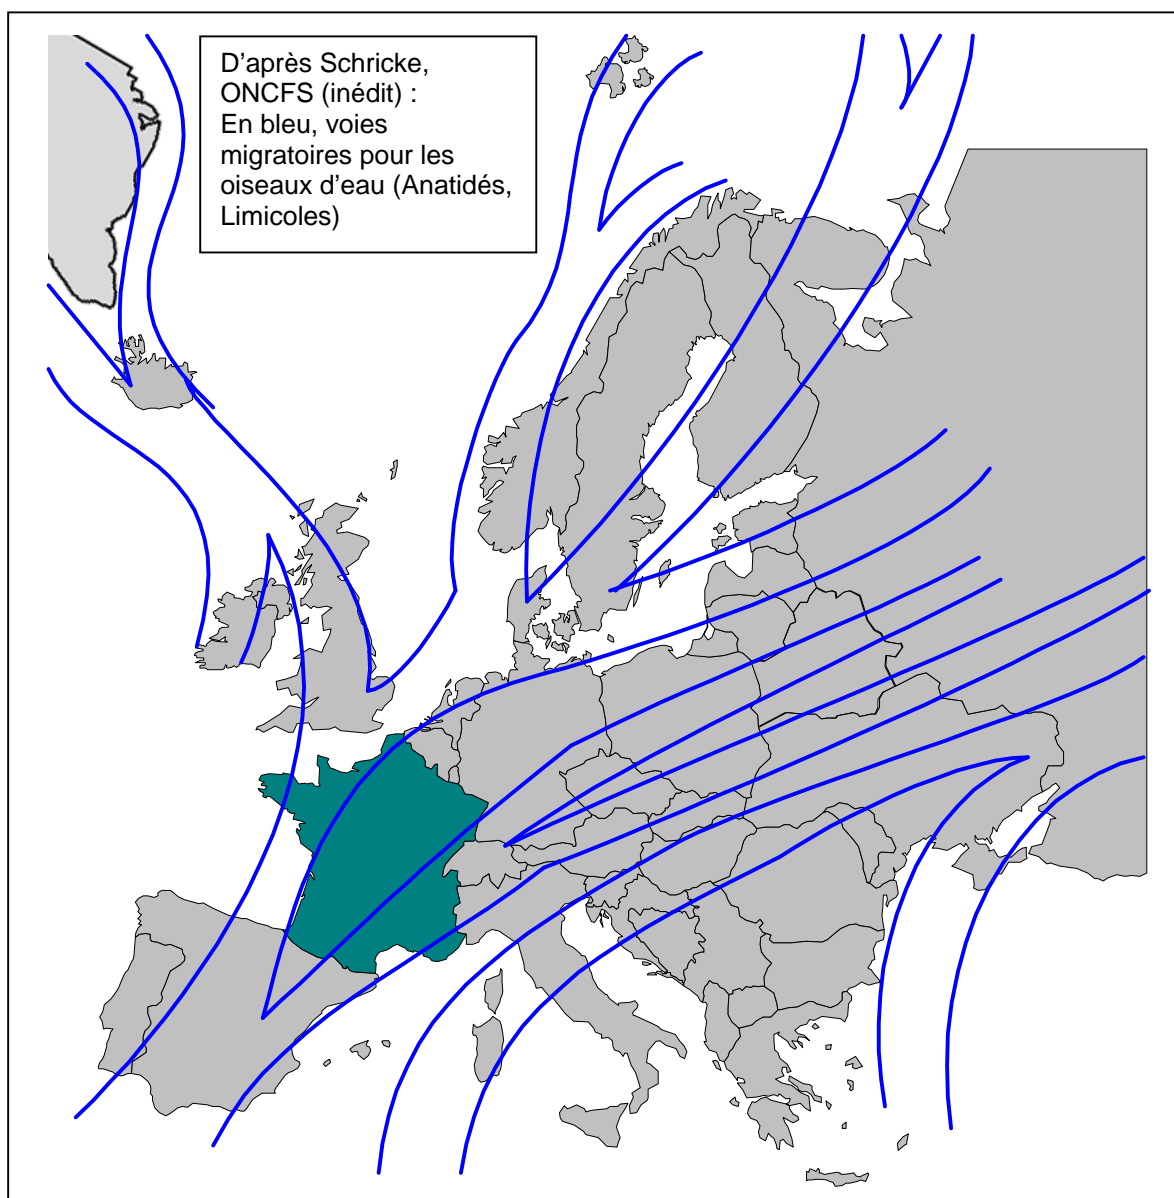 D'après Schricke,
ONCFS (inédit) :
En bleu, voies
migratoires pour les
oiseaux d'eau (Anatidés,
Limicoles)